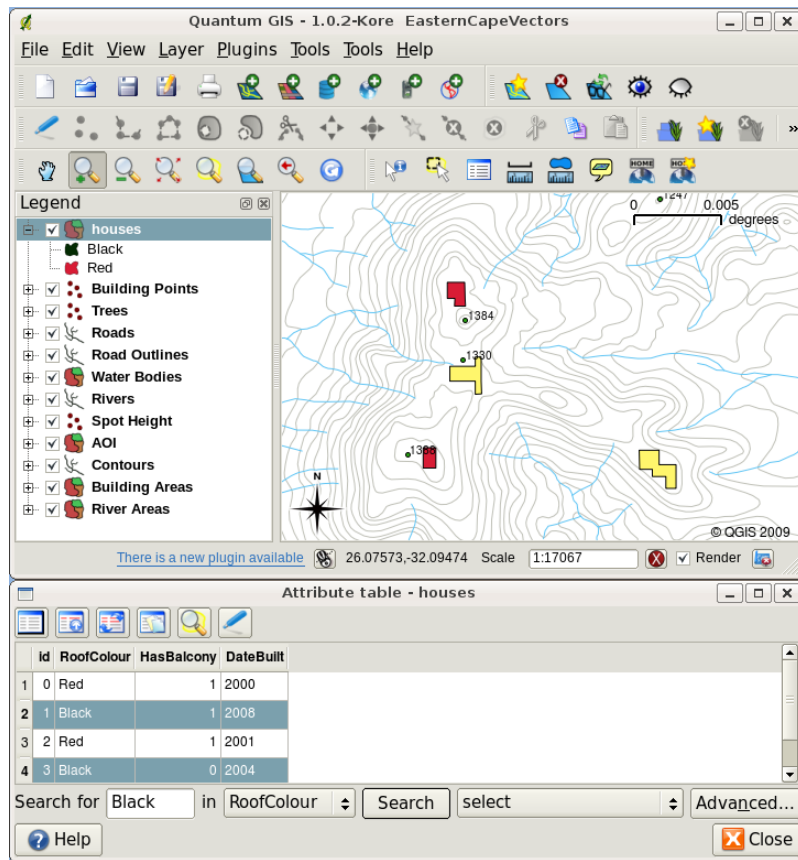 Quantum GIS - 1.0.2-Kore EasternCapeVectors
File Edit View Layer Plugins Tools Tools Help
»
Legend
houses
Black
Red
Building Points
Trees
Roads
Road Outlines
Water Bodies
Rivers
Spot Height
AOI
Contours
Building Areas
River Areas
HOME
1247
0 0.005
degrees
1384
1330
1388
N
© QGIS 2009
There is a new plugin available 26.07573,-32.09474 Scale 1:17067 Render
Attribute table - houses
id RoofColour HasBalcony DateBuilt
1 0 Red 1 2000
2 1 Black 1 2008
3 2 Red 1 2001
4 3 Black 0 2004
Search for Black in RoofColour Search select Advanced...
Help Close